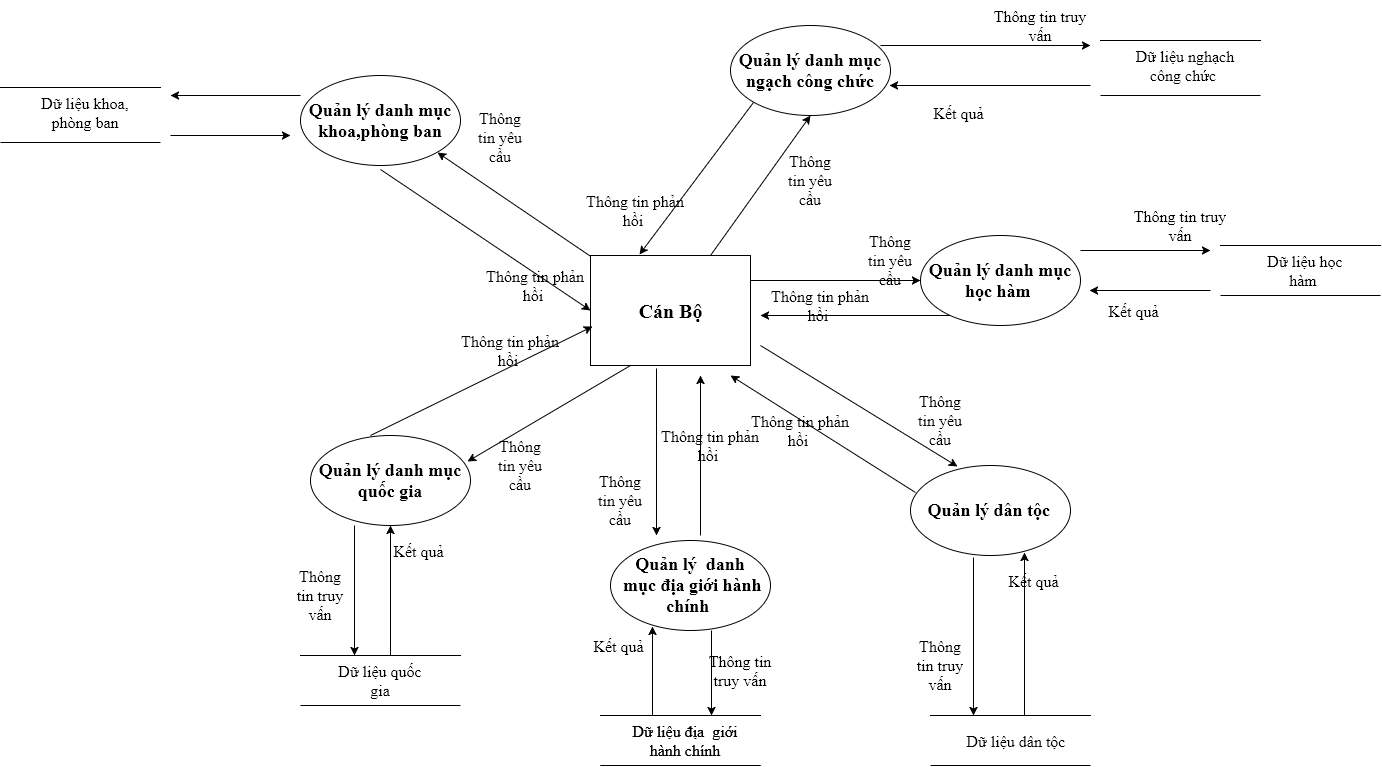 Thông tin truy
vấn
Quản lý danh mục
ngạch công chức
Dữ liệu nghạch
công chức
Kết quả
Dữ liệu khoa,
phòng ban
Quản lý danh mục
khoa,phòng ban
Thông
tin yêu
cầu
Thông
tin yêu
cầu
Thông tin phản
hồi
Thông tin truy
vấn
Thông
tin yêu
cầu
Quản lý danh mục
học hàm
Dữ liệu học
hàm
Thông tin phản
hồi
Thông tin phản
hồi
Kết quả
Cán Bộ
Thông tin phản
hồi
Thông
tin yêu
cầu
Thông tin phản
hồi
Thông tin phản
hồi
Thông
tin yêu
cầu
Quản lý danh mục
quốc gia
Thông
tin yêu
cầu
Quản lý dân tộc
Kết quả
Thông
tin truy
vấn
Quản lý  danh
mục địa giới hành
chính
Kết quả
Kết quả
Thông tin
truy vấn
Thông
tin truy
vấn
Dữ liệu quốc
gia
Dữ liệu địa  giới
hành chính
Dữ liệu dân tộc